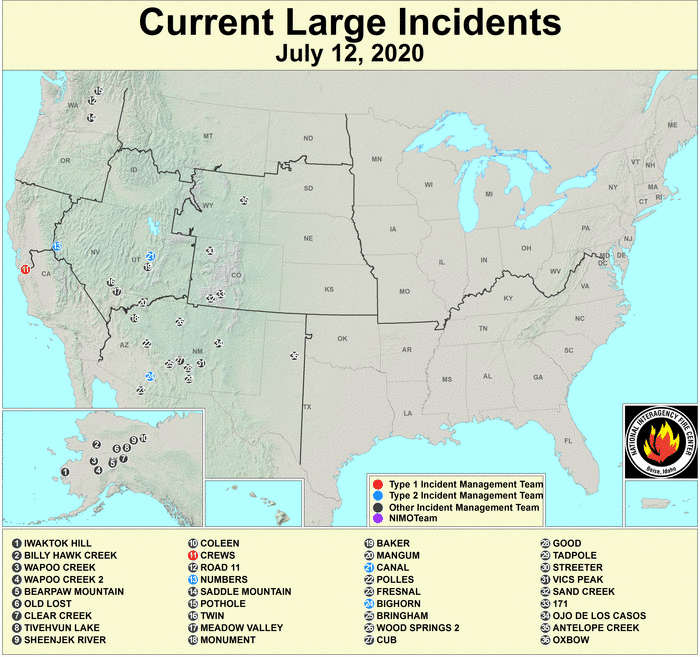 Current Large Incidents
July 12, 2020
WA
MT
ND
MN
ME
OR
ID
SD
WI
VT
NH
WY
MI
NY
MA
CT
RI
NV
UT
NE
IA
PA
NJ
CO
IL
IN
OH
MD
DE
DC
CA
KS
MO
WV
VA
KY
AZ
NM
OK
AR
TN
NC
SC
MS
AL
GA
TX
LA
FL
NATIONAL INTERAGENCY FIRE CENTER
Boise, Idaho
Type 1 Incident Management Team
Type 2 Incident Management Team
Other Incident Management Team
NIMOTeam
1 IWAKTOK HILL
2 BILLY HAWK CREEK
3 WAPOO CREEK
4 WAPOO CREEK 2
5 BEARPAW MOUNTAIN
6 OLD LOST
7 CLEAR CREEK
8 TIVEHVUN LAKE
9 SHEENJEK RIVER
10 COLEEN
11 CREWS
12 ROAD 11
13 NUMBERS
14 SADDLE MOUNTAIN
15 POTHOLE
16 TWIN
17 MEADOW VALLEY
18 MONUMENT
19 BAKER
20 MANGUM
21 CANAL
22 POLLES
23 FRESNAL
24 BIGHORN
25 BRINGHAM
26 WOOD SPRINGS 2
27 CUB
28 GOOD
29 TADPOLE
30 STREETER
31 VICS PEAK
32 SAND CREEK
33 171
34 OJO DE LOS CASOS
35 ANTELOPE CREEK
36 OXBOW